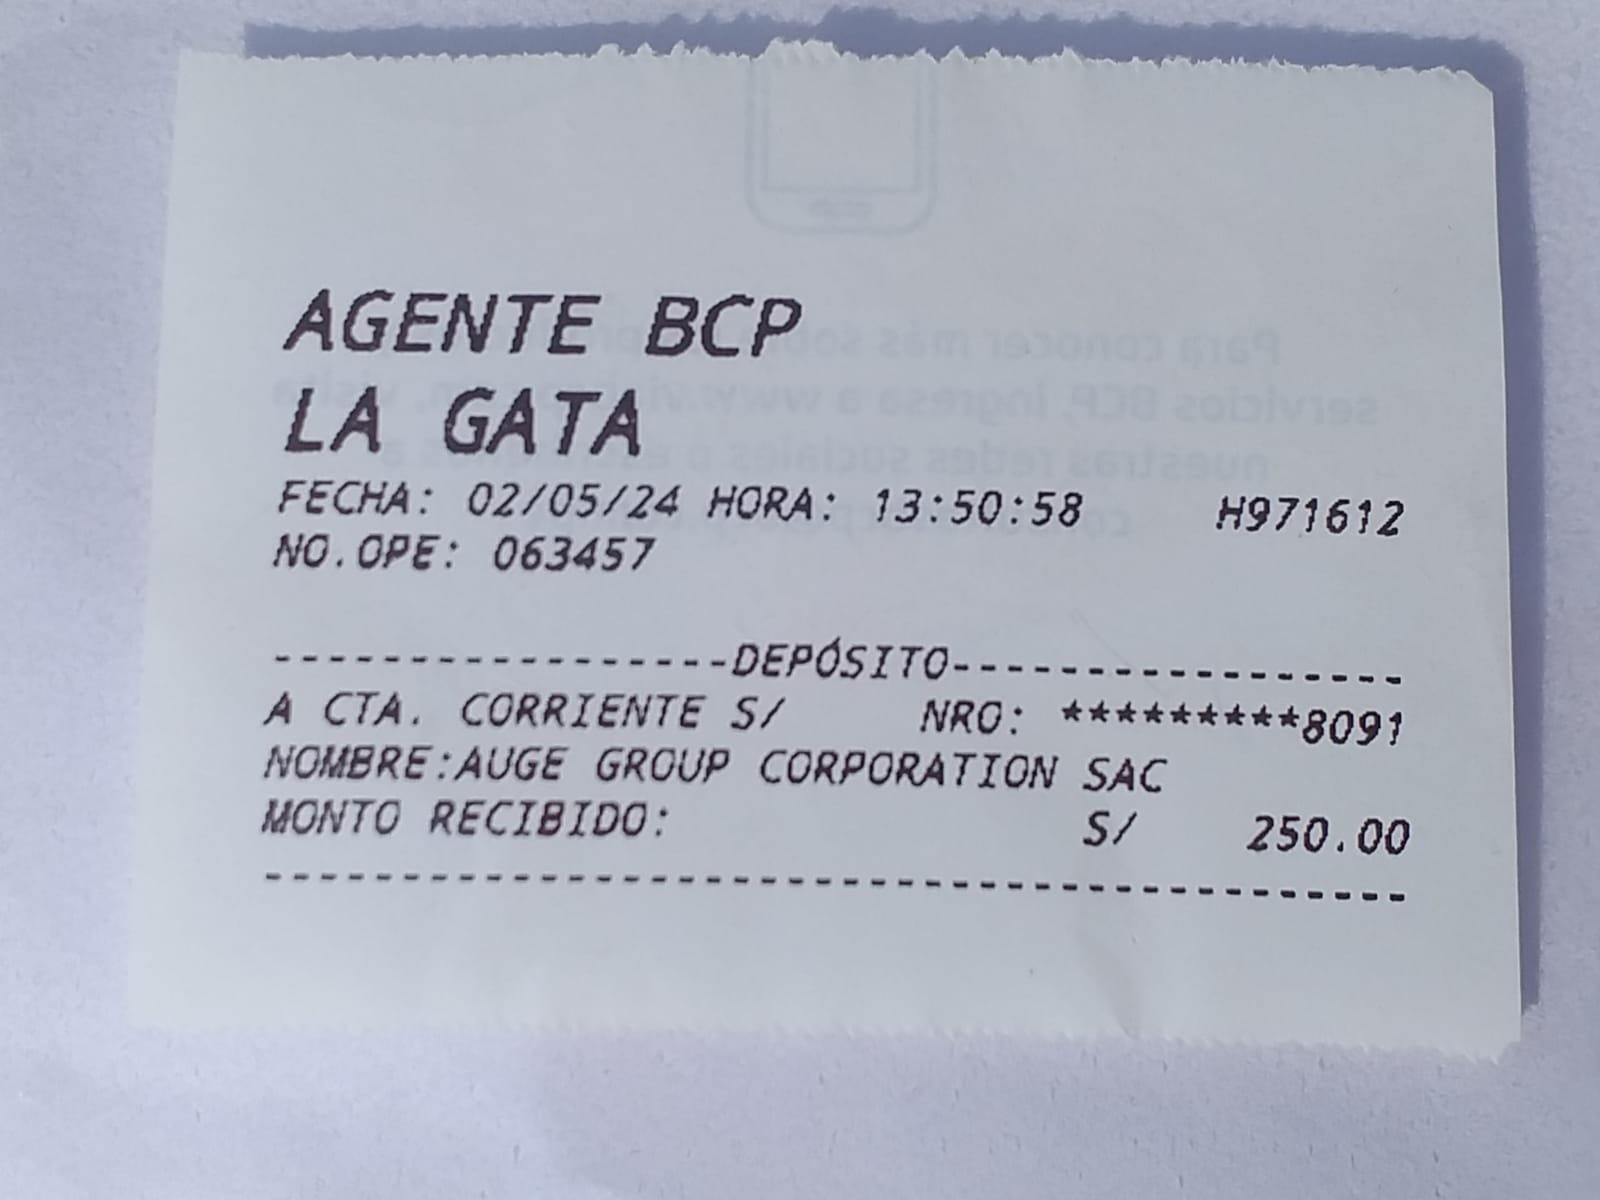 AGENTE BCP
LA GATA
FECHA: 02/05/24 HORA: 13:50:58 H971612
NO.OPE: 063457
-----------------DEPÓSITO-----------------
A CTA. CORRIENTE S/ NRO: *********8091
NOMBRE:AUGE GROUP CORPORATION SAC
MONTO RECIBIDO: S/ 250.00
------------------------------------------